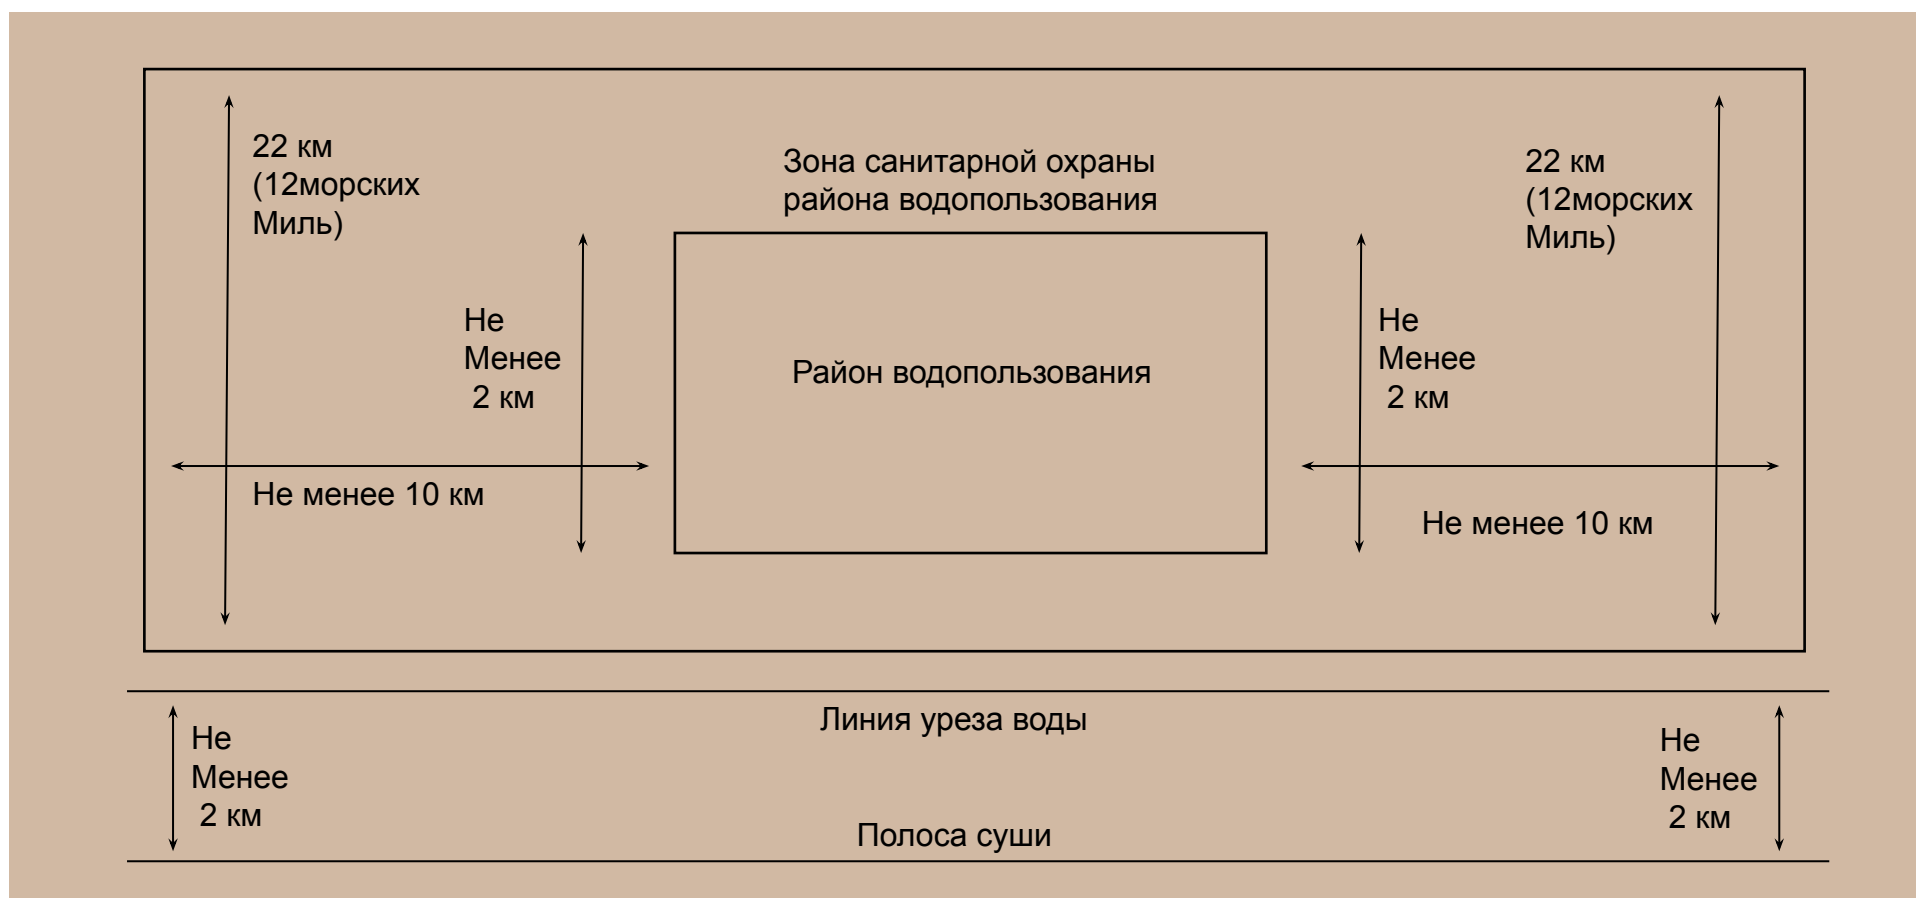 22 км
(12морских
Миль)
Зона санитарной охраны
района водопользования
22 км
(12морских
Миль)
Не
Менее
2 км
Район водопользования
Не
Менее
2 км
Не менее 10 км
Не менее 10 км
Линия уреза воды
Не
Менее
2 км
Не
Менее
2 км
Полоса суши